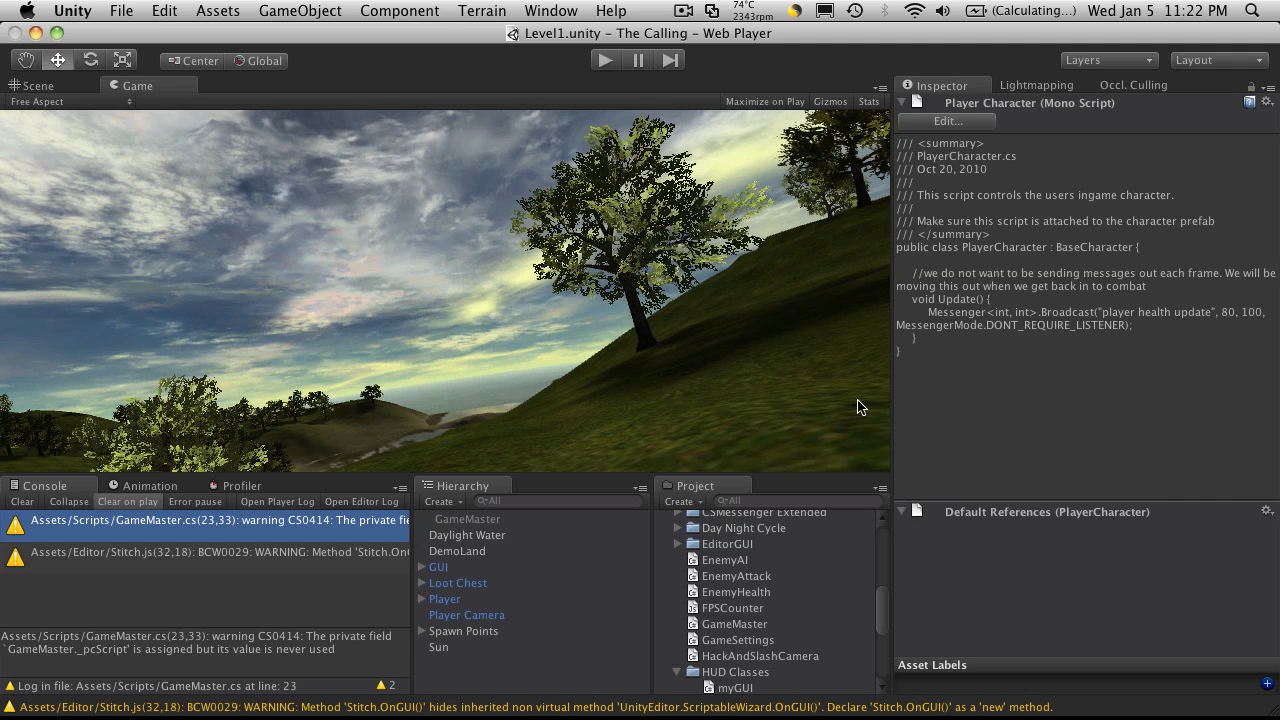 Unity File Edit Assets GameObject Component Terrain Window Help 74°C 2343rpm (Calculating...) Wed Jan 5 11:22 PM
Level1.unity – The Calling – Web Player
Center Global Layers Layout
Scene Game
Free Aspect Maximize on Play Gizmos Stats
Inspector Lightmapping Occl. Culling
Player Character (Mono Script)
Edit...
/// <summary>
/// PlayerCharacter.cs
/// Oct 20, 2010
///
/// This script controls the users ingame character.
///
/// Make sure this script is attached to the character prefab
/// </summary>
public class PlayerCharacter : BaseCharacter {
//we do not want to be sending messages out each frame. We will be
moving this out when we get back in to combat
void Update() {
Messenger<int, int>.Broadcast("player health update", 80, 100,
MessengerMode.DONT_REQUIRE_LISTENER);
}
}
Default References (PlayerCharacter)
Asset Labels
Console Animation Profiler
Clear Collapse Clear on play Error pause Open Player Log Open Editor Log
Assets/Scripts/GameMaster.cs(23,33): warning CS0414: The private fie
Assets/Editor/Stitch.js(32,18): BCW0029: WARNING: Method 'Stitch.OnG
Assets/Scripts/GameMaster.cs(23,33): warning CS0414: The private field
`GameMaster._pcScript' is assigned but its value is never used
Log in file: Assets/Scripts/GameMaster.cs at line: 23 2
Hierarchy
Create All
GameMaster
Daylight Water
DemoLand
GUI
Loot Chest
Player
Player Camera
Spawn Points
Sun
Project
Create All
CSMessenger Extended
Day Night Cycle
EditorGUI
EnemyAI
EnemyAttack
EnemyHealth
FPSCounter
GameMaster
GameSettings
HackAndSlashCamera
HUD Classes
myGUI
Assets/Editor/Stitch.js(32,18): BCW0029: WARNING: Method 'Stitch.OnGUI()' hides inherited non virtual method 'UnityEditor.ScriptableWizard.OnGUI()'. Declare 'Stitch.OnGUI()' as a 'new' method.